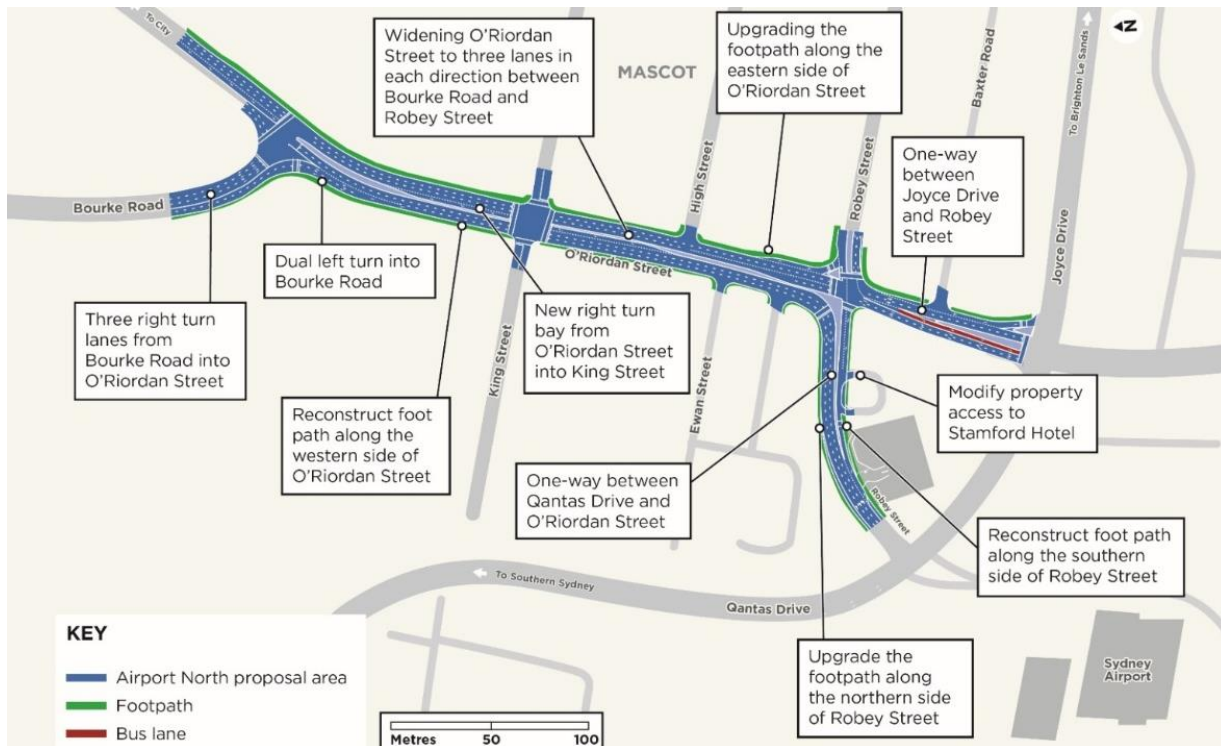 To City
Widening O'Riordan
Street to three lanes in
each direction between
Bourke Road and
Robey Street
MASCOT
Upgrading the
footpath along the
eastern side of
O'Riordan Street
N
Baxter Road
To Brighton Le Sands
High Street
Robey Street
One-way
between
Joyce Drive
and Robey
Street
Joyce Drive
Bourke Road
Dual left turn into
Bourke Road
O'Riordan Street
Three right turn
lanes from
Bourke Road into
O'Riordan Street
New right turn
bay from
O'Riordan Street
into King Street
King Street
Ewan Street
Reconstruct foot
path along the
western side of
O'Riordan Street
Modify property
access to
Stamford Hotel
One-way between
Qantas Drive and
O'Riordan Street
Robey Street
Reconstruct foot path
along the southern
side of Robey Street
To Southern Sydney
Qantas Drive
Upgrade the
footpath along
the northern side
of Robey Street
Sydney
Airport
KEY
Airport North proposal area
Footpath
Bus lane
Metres 50 100